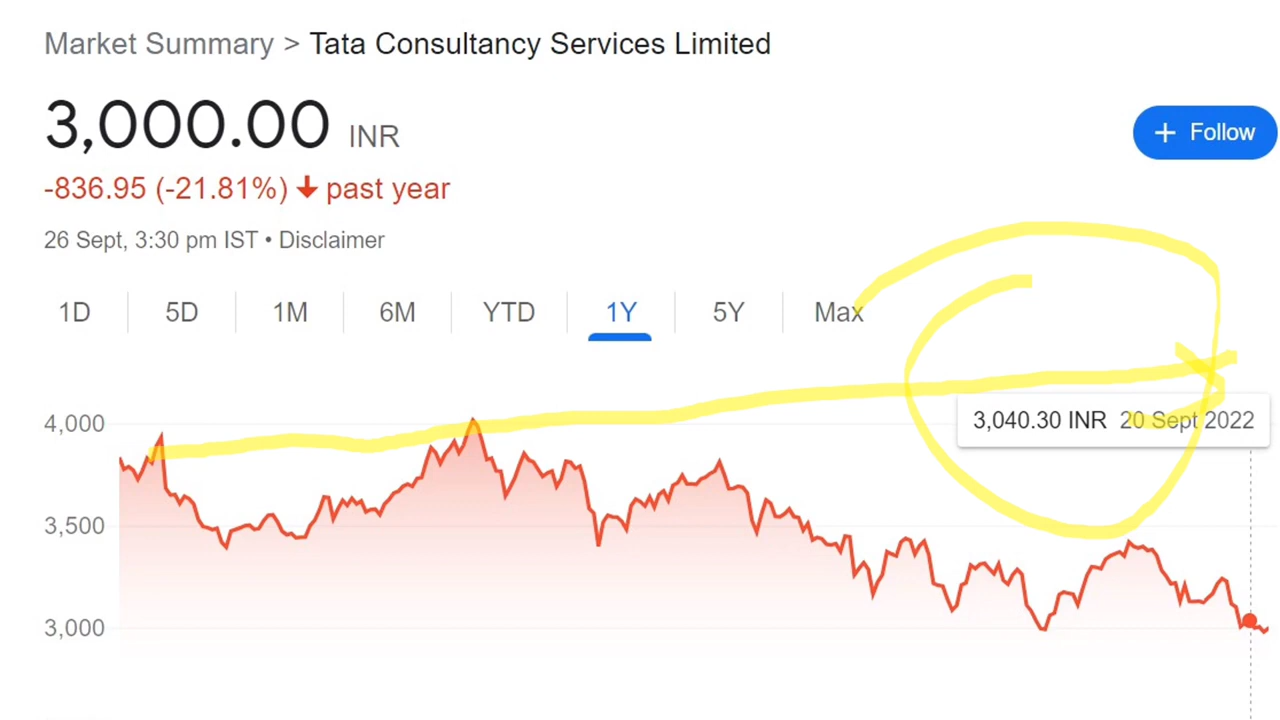 Market Summary > Tata Consultancy Services Limited
3,000.00 INR
+ Follow
-836.95 (-21.81%) ↓ past year
26 Sept, 3:30 pm IST • Disclaimer
1D 5D 1M 6M YTD 1Y 5Y Max
3,040.30 INR 20 Sept 2022
4,000
3,500
3,000